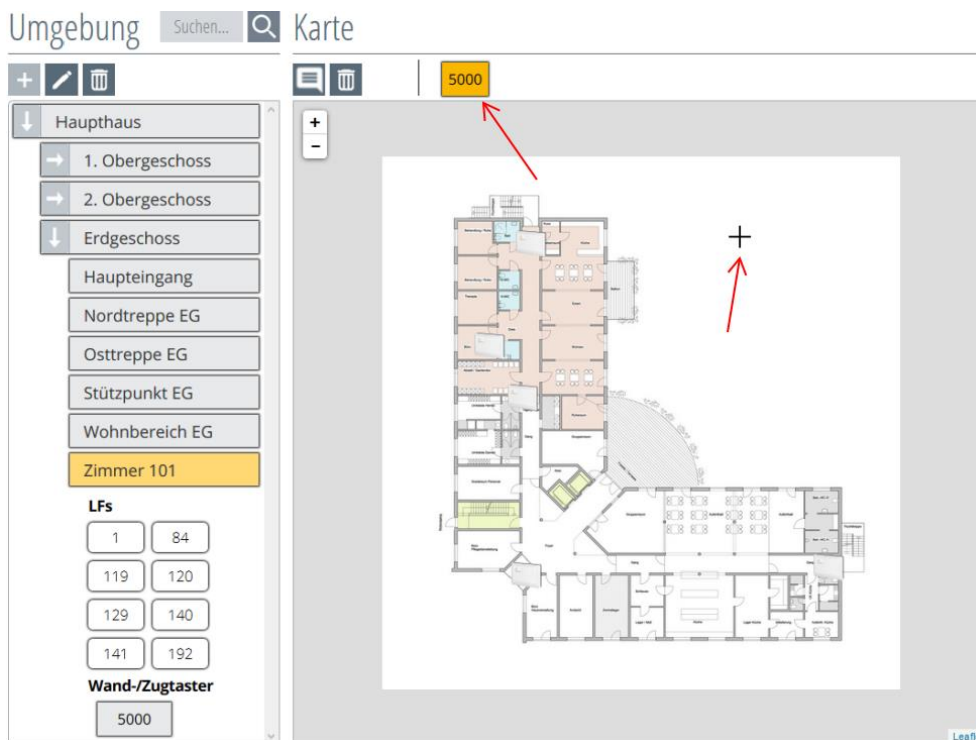 Umgebung
Suchen...
Karte
5000
Haupthaus
1. Obergeschoss
2. Obergeschoss
Erdgeschoss
Haupteingang
Nordtreppe EG
Osttreppe EG
Stützpunkt EG
Wohnbereich EG
Zimmer 101
LFs
1 84
119 120
129 140
141 192
Wand-/Zugtaster
5000
+
−
Leafl